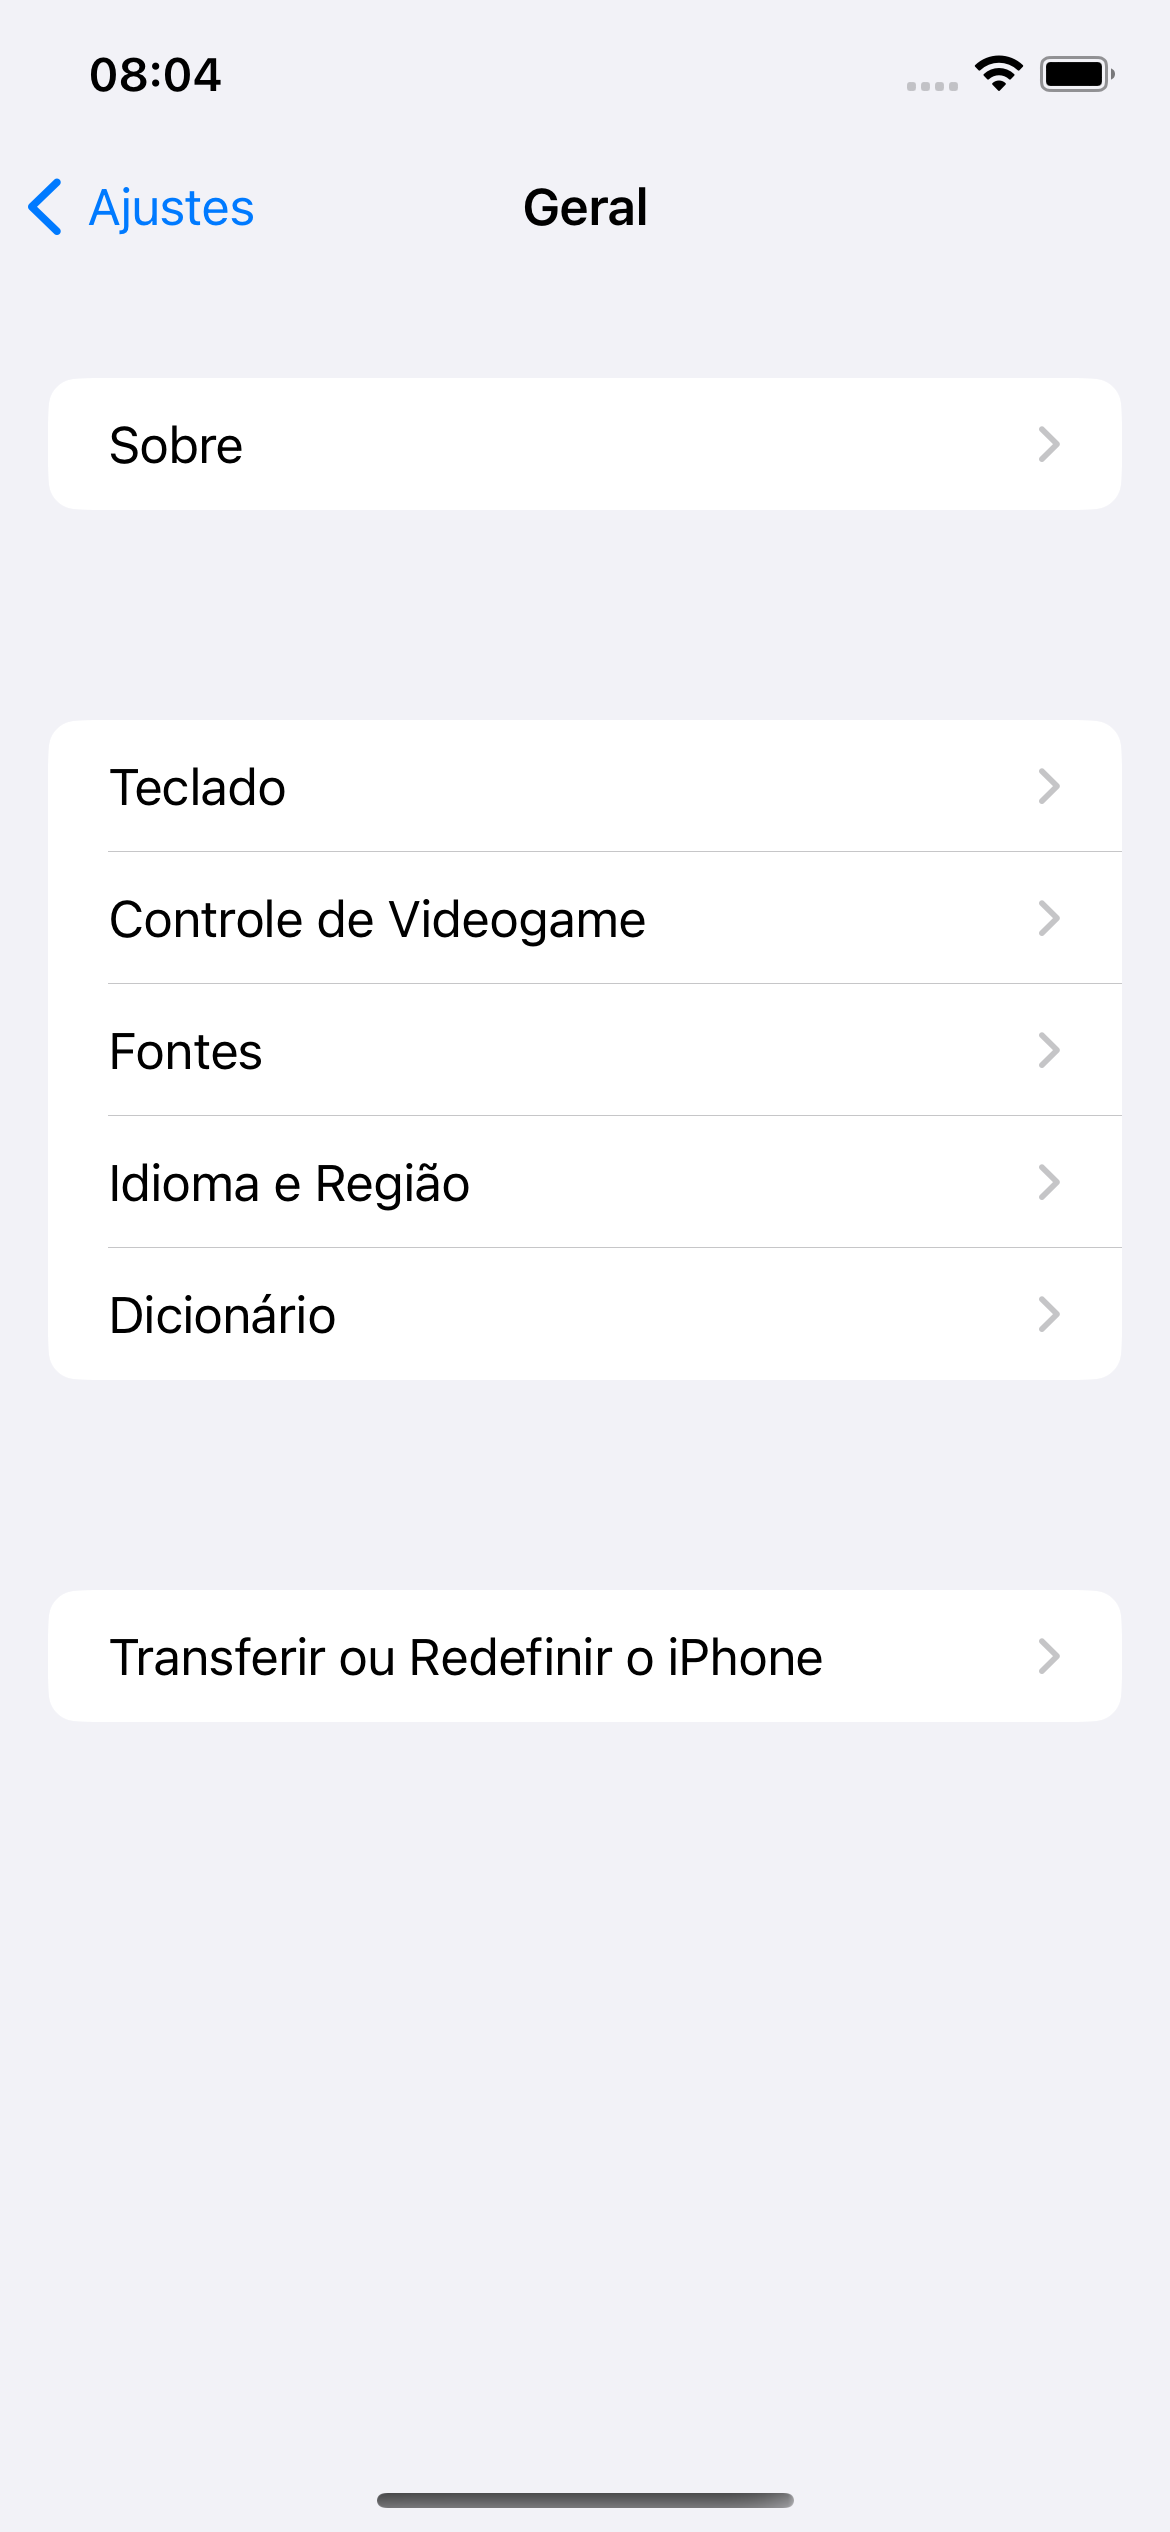 08:04
Ajustes
Geral
Sobre
Teclado
Controle de Videogame
Fontes
Idioma e Região
Dicionário
Transferir ou Redefinir o iPhone